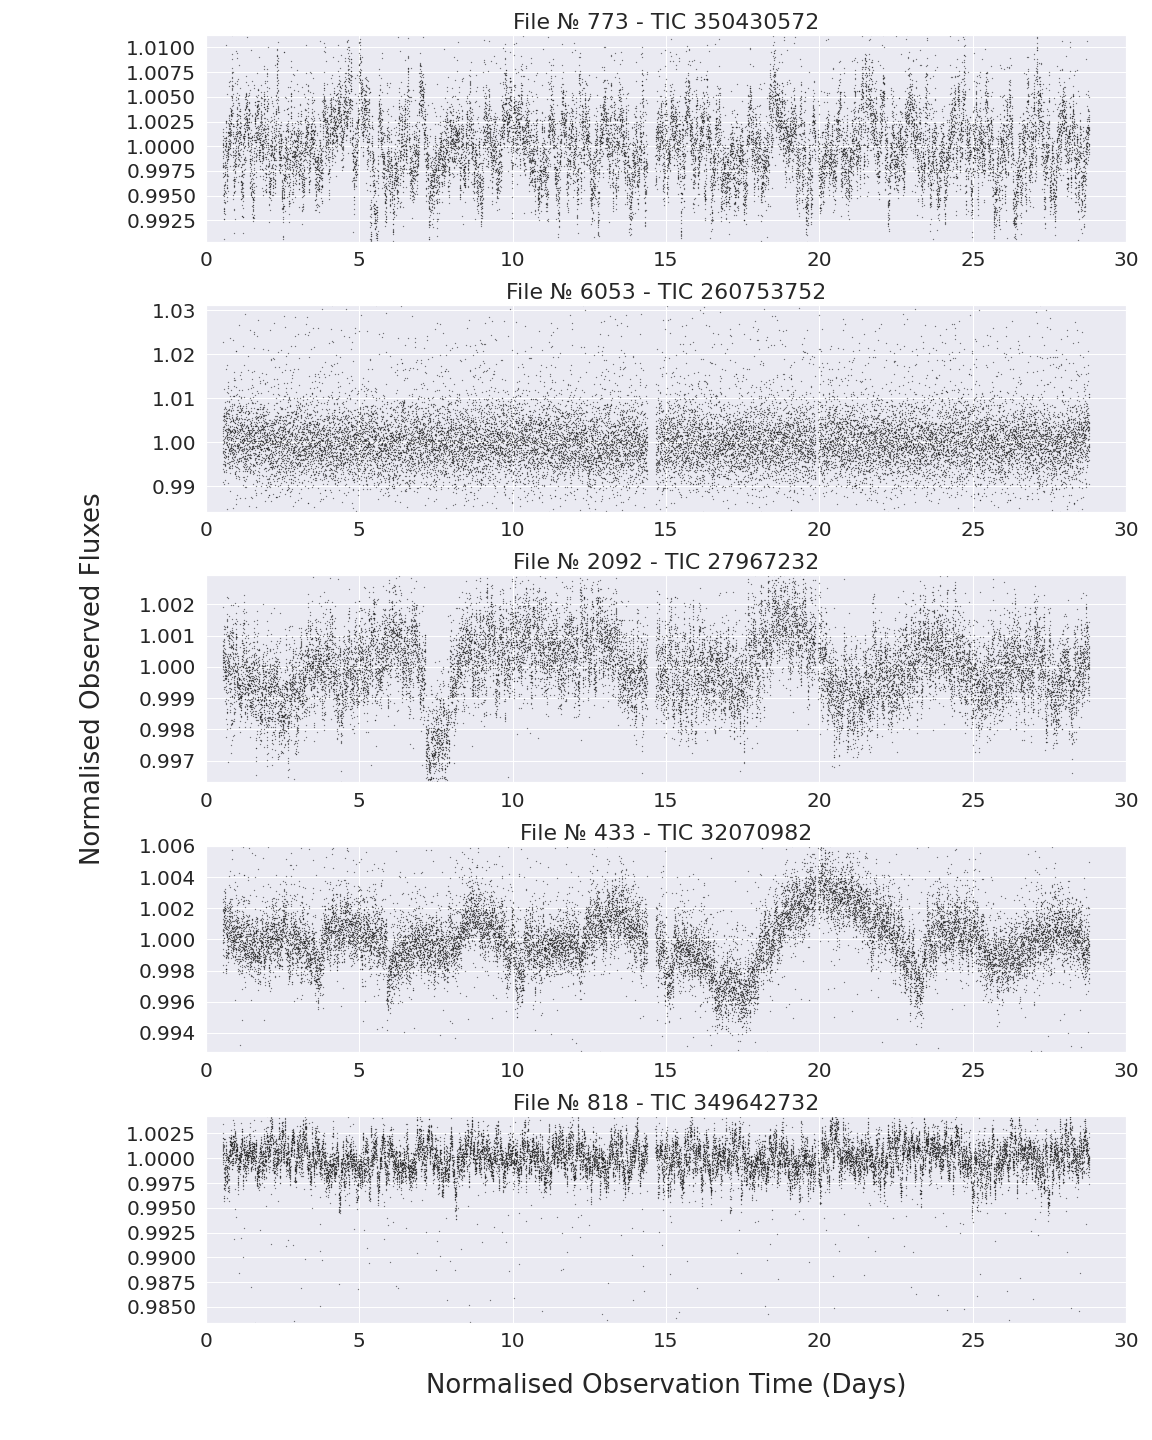 File № 773 - TIC 350430572
1.0100
1.0075
1.0050
1.0025
1.0000
0.9975
0.9950
0.9925
0 5 10 15 20 25 30
File № 6053 - TIC 260753752
1.03
1.02
1.01
1.00
0.99
0 5 10 15 20 25 30
File № 2092 - TIC 27967232
1.002
1.001
1.000
0.999
0.998
0.997
0 5 10 15 20 25 30
Normalised Observed Fluxes
File № 433 - TIC 32070982
1.006
1.004
1.002
1.000
0.998
0.996
0.994
0 5 10 15 20 25 30
File № 818 - TIC 349642732
1.0025
1.0000
0.9975
0.9950
0.9925
0.9900
0.9875
0.9850
0 5 10 15 20 25 30
Normalised Observation Time (Days)